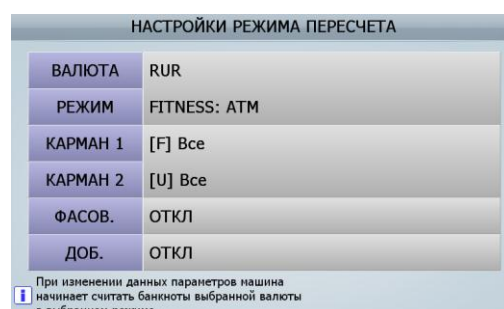 НАСТРОЙКИ РЕЖИМА ПЕРЕСЧЕТА
ВАЛЮТА RUR
РЕЖИМ FITNESS: ATM
КАРМАН 1 [F] Все
КАРМАН 2 [U] Все
ФАСОВ. ОТКЛ
ДОБ. ОТКЛ
При изменении данных параметров машина
начинает считать банкноты выбранной валюты